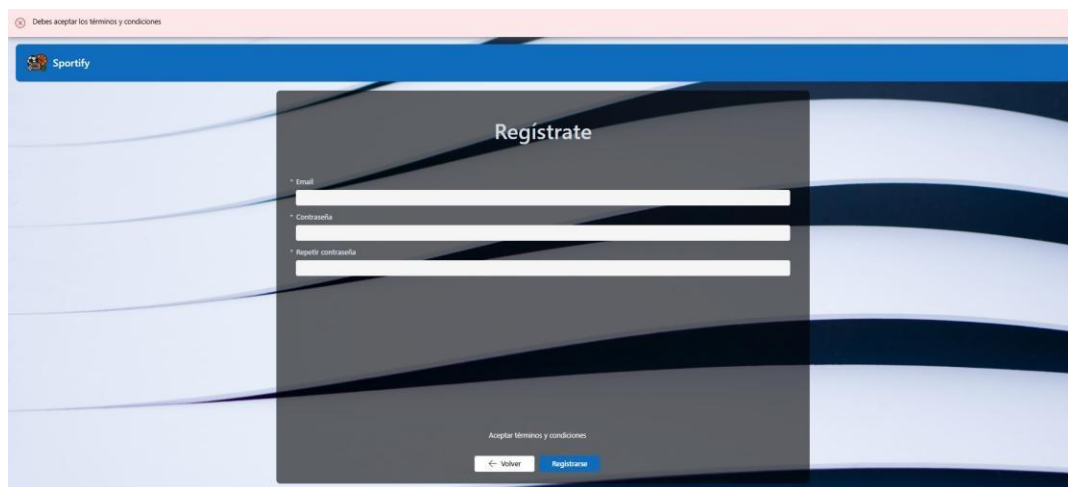 Debes aceptar los términos y condiciones
Sportify
Regístrate
* Email
* Contraseña
* Repetir contraseña
Aceptar términos y condiciones
← Volver
Registrarse